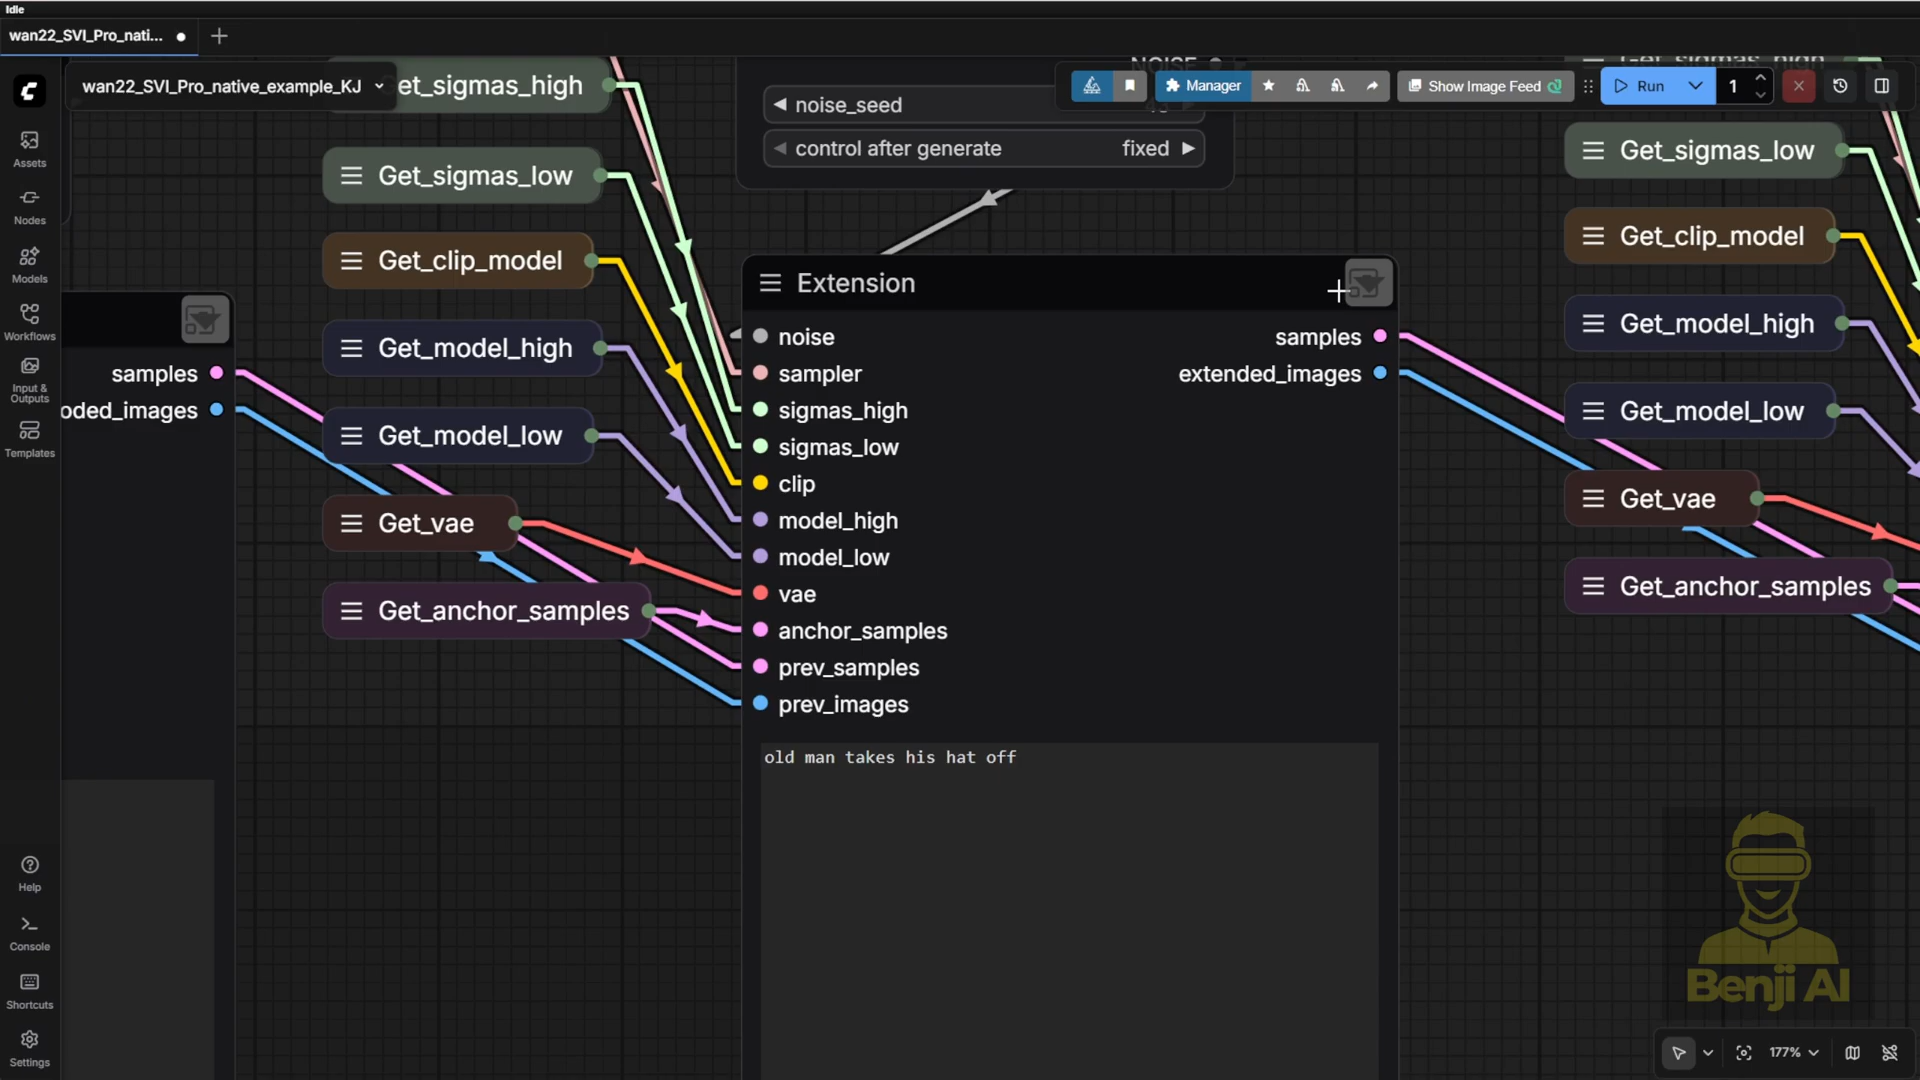 Idle
wan22_SVI_Pro_nati...
wan22_SVI_Pro_native_example_KJ
Manager
Show Image Feed
Run
1
Assets
Nodes
Models
Workflows
Input &
Outputs
Templates
Help
Console
Shortcuts
Settings
samples
oded_images
et_sigmas_high
Get_sigmas_low
Get_clip_model
Get_model_high
Get_model_low
Get_vae
Get_anchor_samples
NOISE
noise_seed
control after generate fixed
Extension
noise
sampler
sigmas_high
sigmas_low
clip
model_high
model_low
vae
anchor_samples
prev_samples
prev_images
samples
extended_images
old man takes his hat off
Get_sigmas_low
Get_clip_model
Get_model_high
Get_model_low
Get_vae
Get_anchor_samples
Benji AI
177%